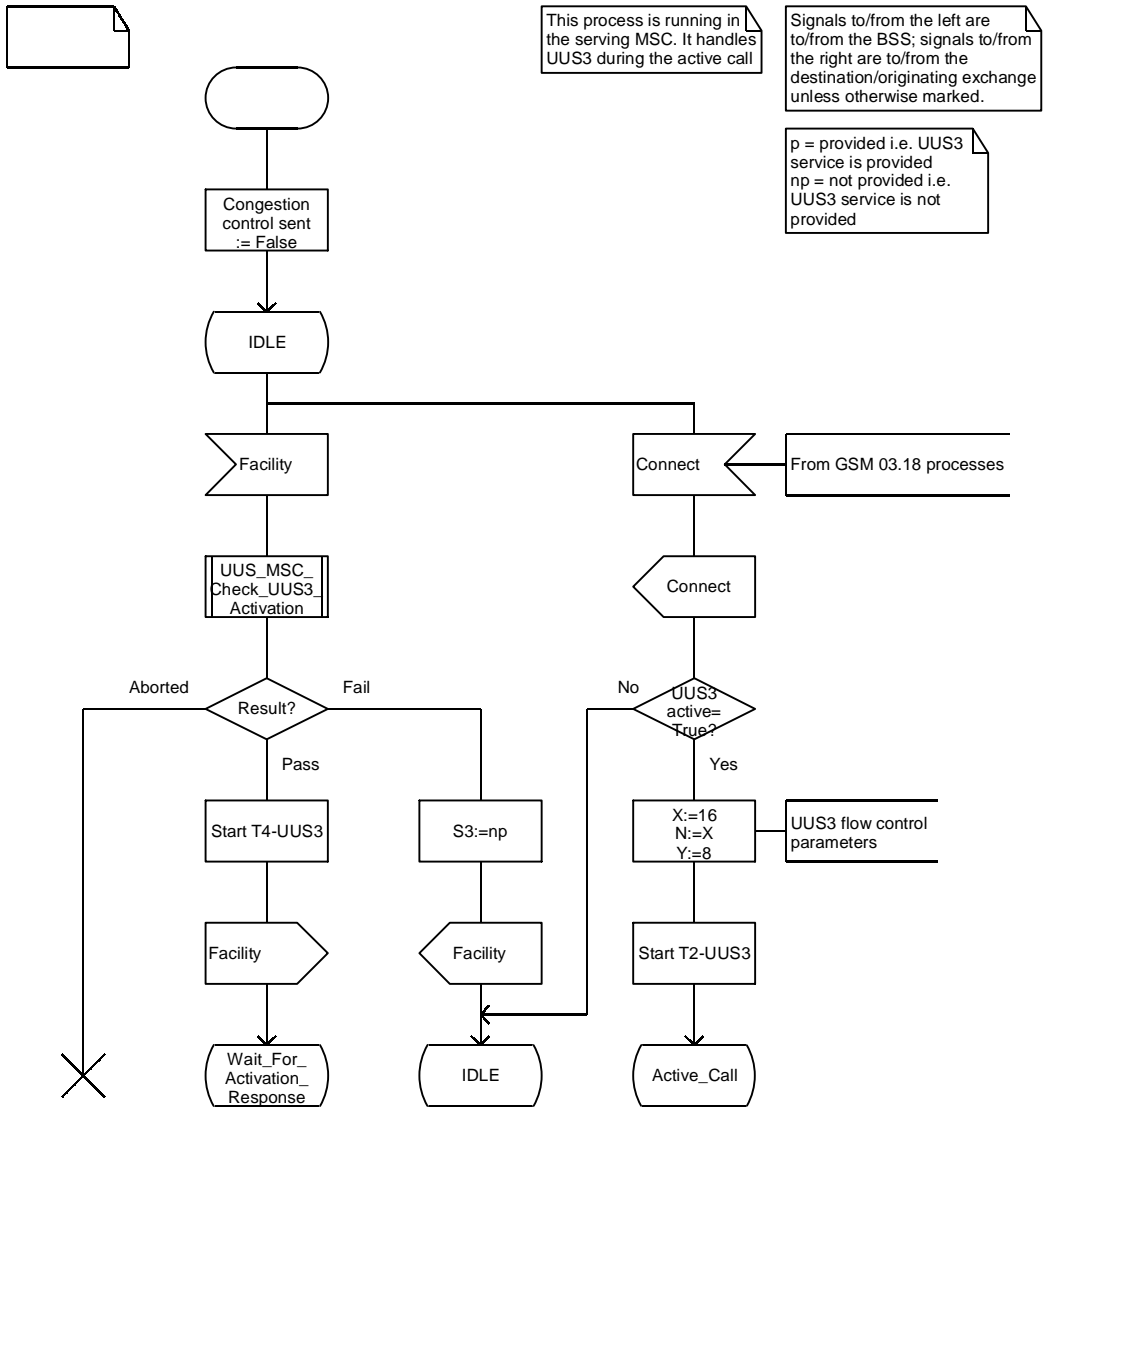 This process is running in
the serving MSC. It handles
UUS3 during the active call
Signals to/from the left are
to/from the BSS; signals to/from
the right are to/from the
destination/originating exchange
unless otherwise marked.
p = provided i.e. UUS3
service is provided
np = not provided i.e.
UUS3 service is not
provided
Congestion
control sent
:= False
IDLE
Facility
Connect
From GSM 03.18 processes
UUS_MSC_
Check_UUS3_
Activation
Connect
Aborted
Result?
Fail
Pass
No
UUS3
active=
True?
Yes
Start T4-UUS3
S3:=np
X:=16
N:=X
Y:=8
UUS3 flow control
parameters
Facility
Facility
Start T2-UUS3
Wait_For_
Activation_
Response
IDLE
Active_Call